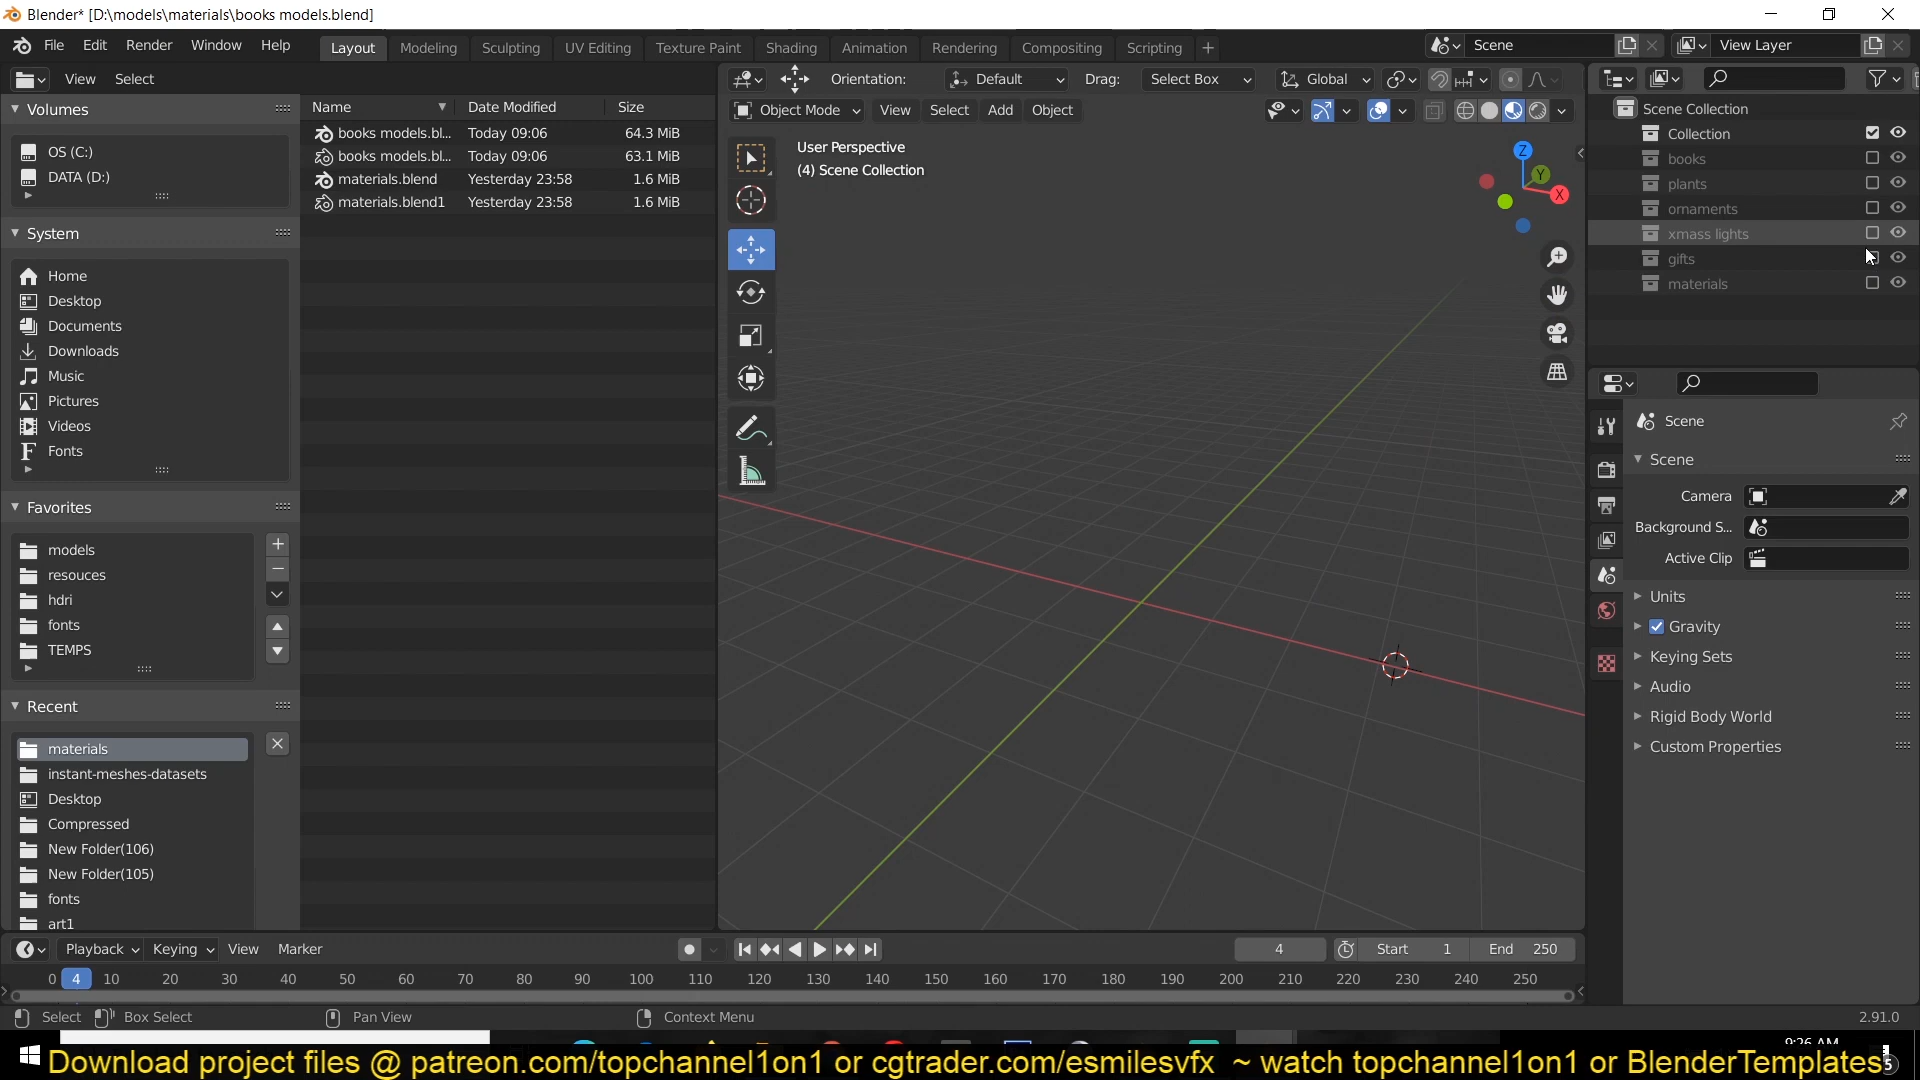 Blender* [D:\models\materials\books models.blend]
File Edit Render Window Help
Layout Modeling Sculpting UV Editing Texture Paint Shading Animation Rendering Compositing Scripting +
Scene View Layer
View Select
Orientation: Default Drag: Select Box Global
Object Mode View Select Add Object
Volumes
OS (C:)
DATA (D:)
System
Home
Desktop
Documents
Downloads
Music
Pictures
Videos
Fonts
Favorites
models
resouces
hdri
fonts
TEMPS
Recent
materials
instant-meshes-datasets
Desktop
Compressed
New Folder(106)
New Folder(105)
fonts
art1
Name Date Modified Size
books models.bl... Today 09:06 64.3 MiB
books models.bl... Today 09:06 63.1 MiB
materials.blend Yesterday 23:58 1.6 MiB
materials.blend1 Yesterday 23:58 1.6 MiB
User Perspective
(4) Scene Collection
Z
Y
X
Scene Collection
Collection
books
plants
ornaments
xmass lights
gifts
materials
Scene
Scene
Camera
Background S...
Active Clip
Units
Gravity
Keying Sets
Audio
Rigid Body World
Custom Properties
Playback Keying View Marker 4 Start 1 End 250
0 4 10 20 30 40 50 60 70 80 90 100 110 120 130 140 150 160 170 180 190 200 210 220 230 240 250
Select Box Select Pan View Context Menu 2.91.0
9:26 AM
Download project files @ patreon.com/topchannel1on1 or cgtrader.com/esmilesvfx ~ watch topchannel1on1 or BlenderTemplates